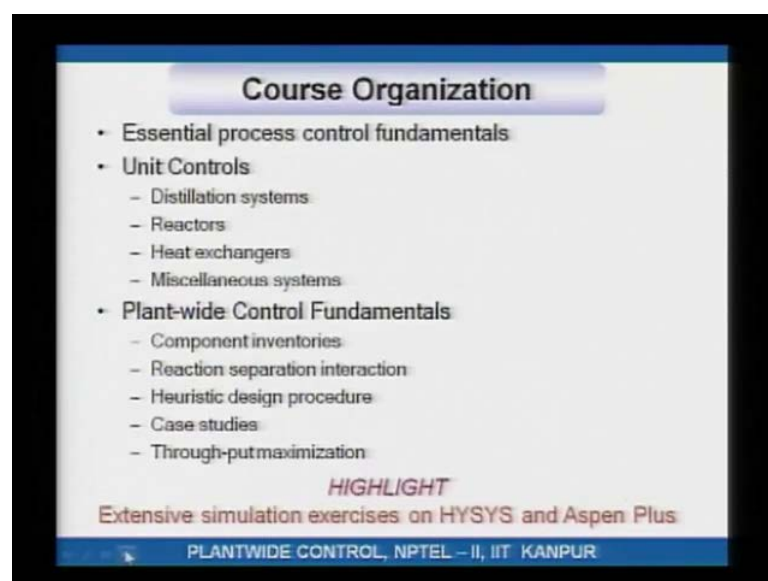 Course Organization
• Essential process control fundamentals
• Unit Controls
– Distillation systems
– Reactors
– Heat exchangers
– Miscellaneous systems
• Plant-wide Control Fundamentals
– Component inventories
– Reaction separation interaction
– Heuristic design procedure
– Case studies
– Through-put maximization
HIGHLIGHT
Extensive simulation exercises on HYSYS and Aspen Plus
PLANTWIDE CONTROL, NPTEL – II, IIT KANPUR